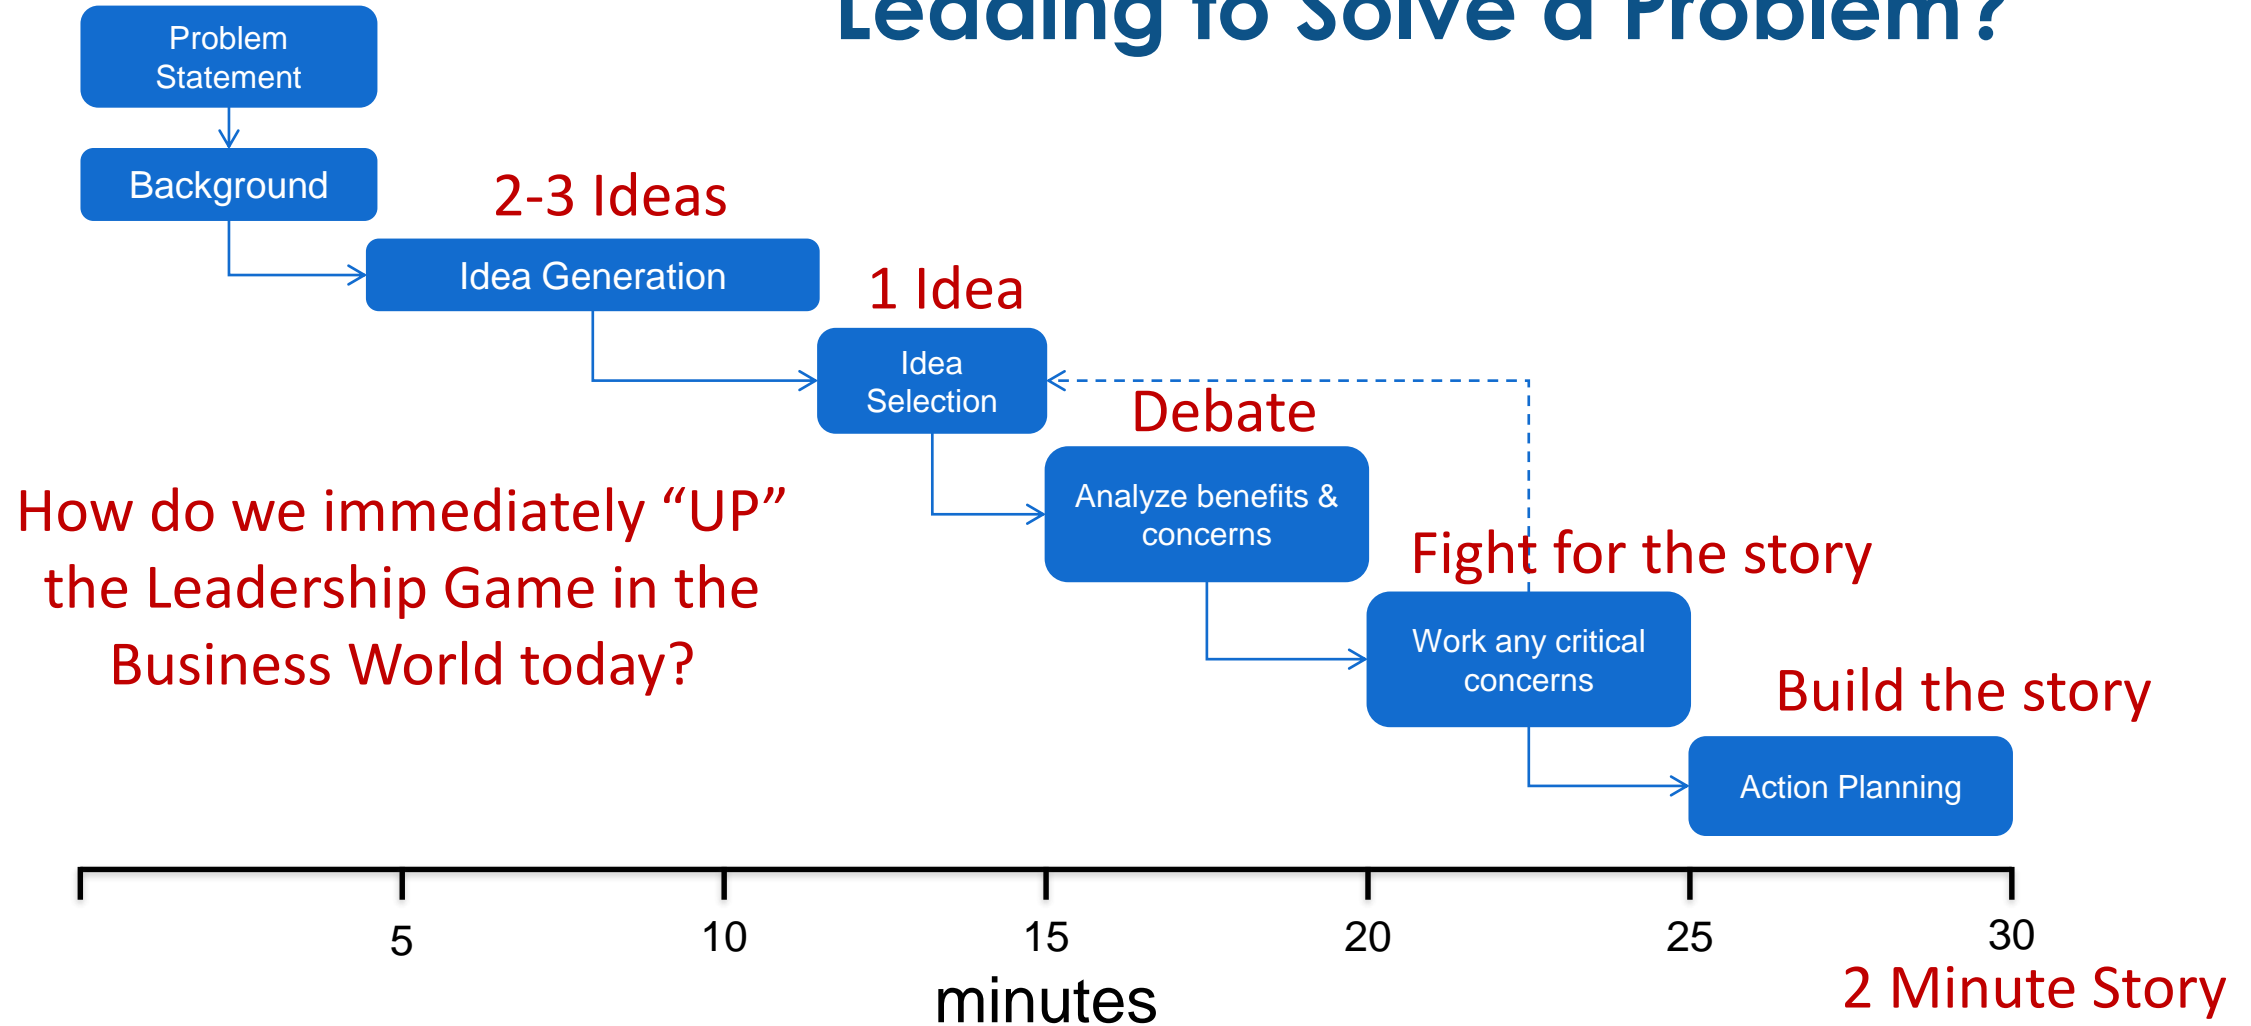 Leading to Solve a Problem?
Problem
Statement
Background
2-3 Ideas
Idea Generation
1 Idea
Idea
Selection
Debate
Analyze benefits &
concerns
How do we immediately “UP”
the Leadership Game in the
Business World today?
Fight for the story
Work any critical
concerns
Build the story
Action Planning
5
10
15
20
25
30
minutes
2 Minute Story